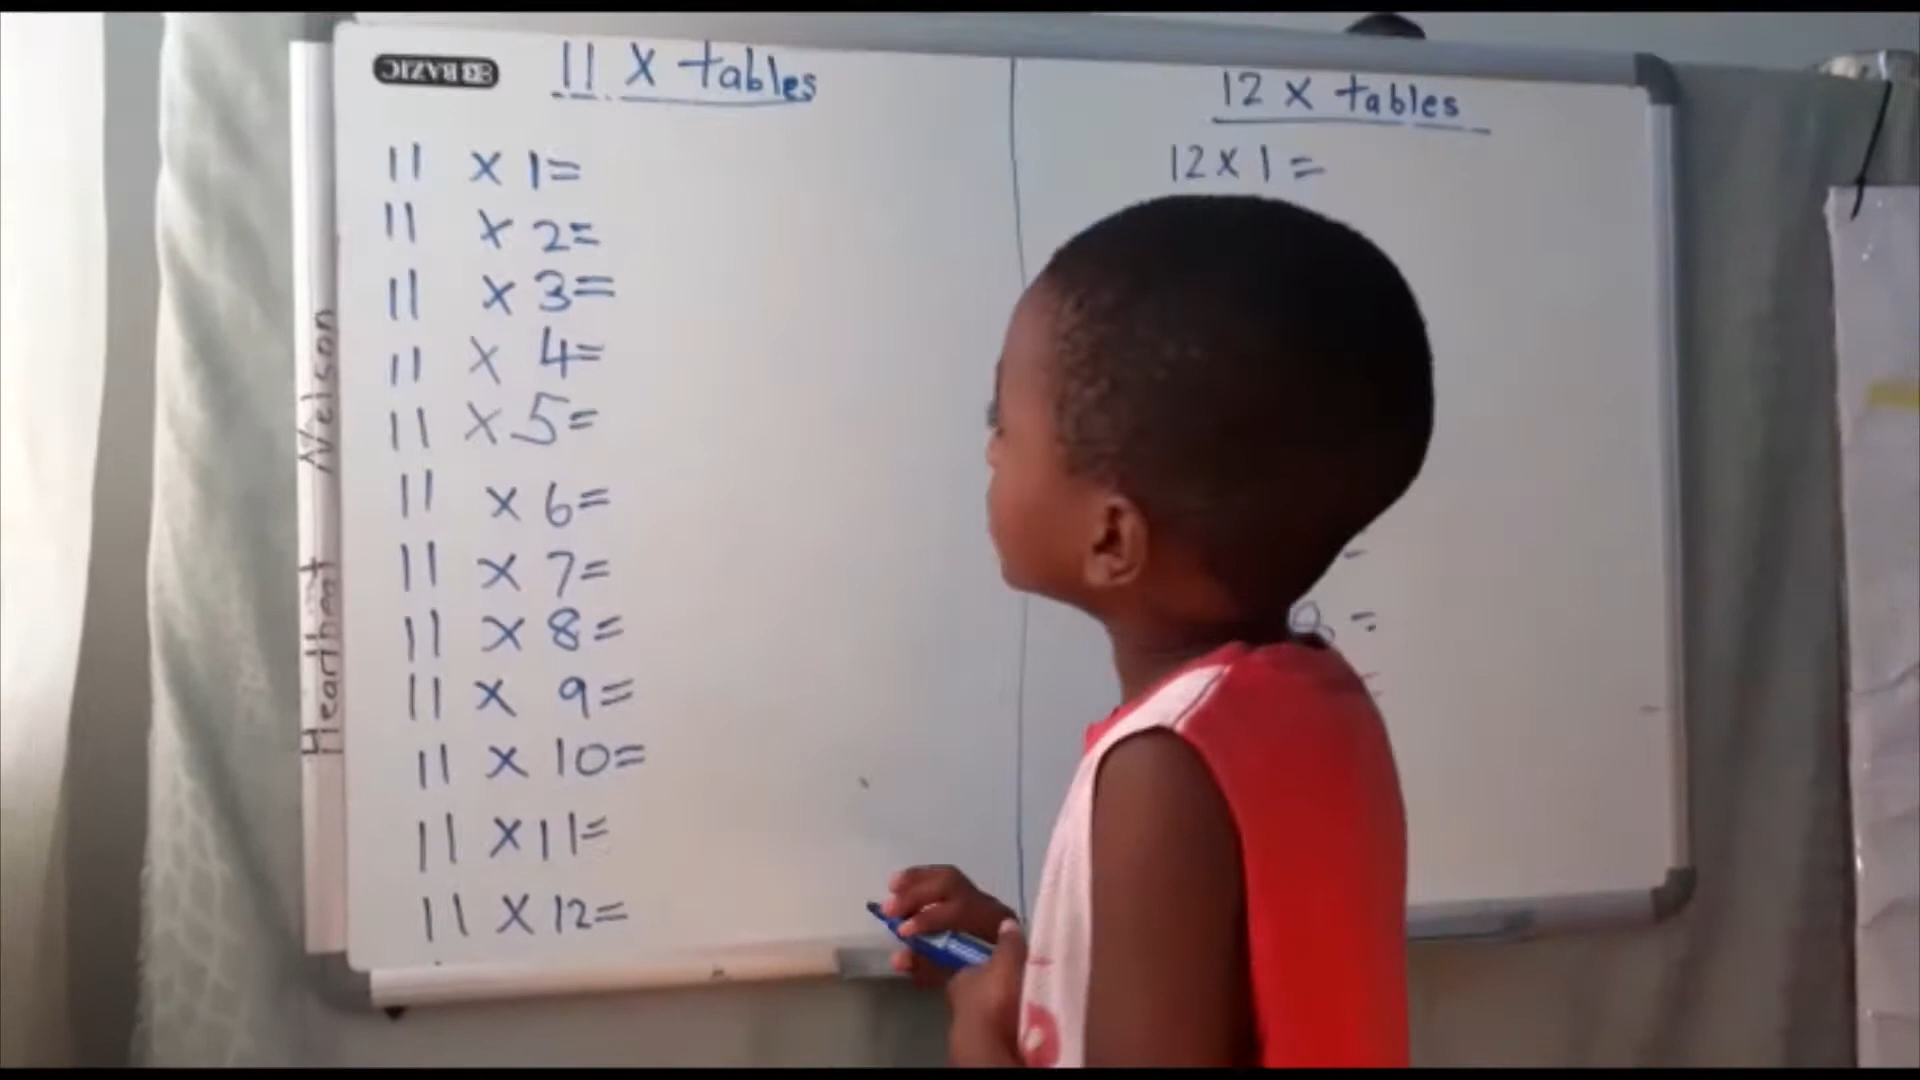 BAZIC
11 x tables
11 x 1=
11 x 2=
11 x 3=
11 x 4=
11 x 5=
11 x 6=
11 x 7=
11 x 8=
11 x 9=
11 x 10=
11 x 11=
11 x 12=
12 x tables
12 x 1 =
8 =
Heartbeat Nelson